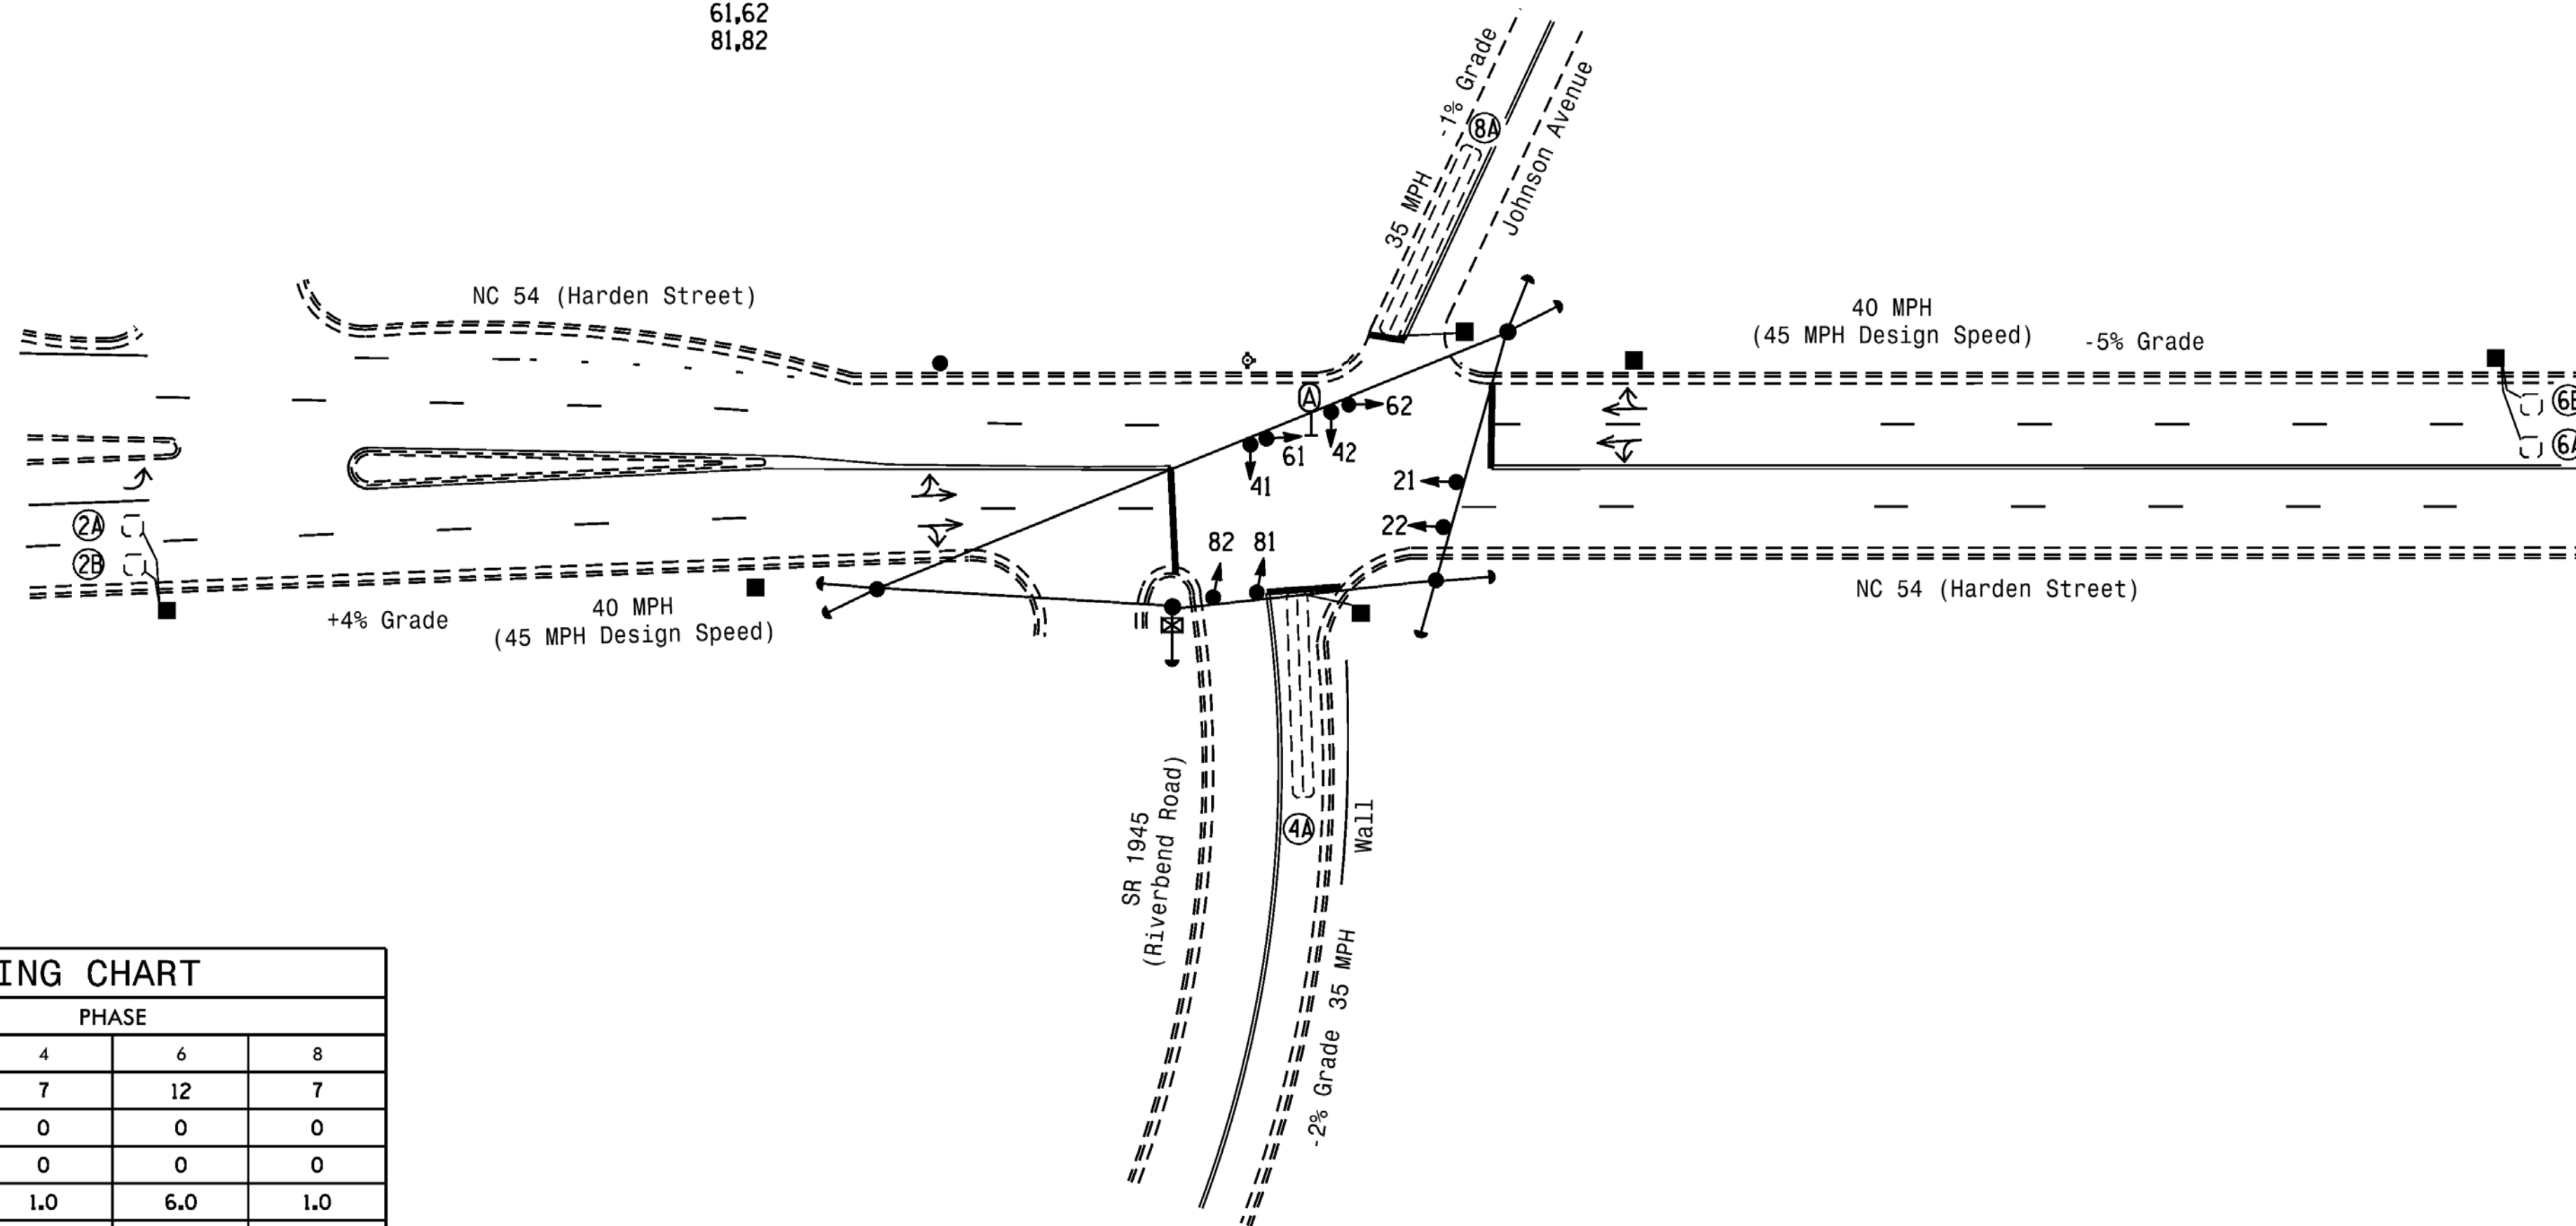 61,62
81,82
-1% Grade
8A
35 MPH
Johnson Avenue
NC 54 (Harden Street)
40 MPH
(45 MPH Design Speed)
-5% Grade
A
62
61
42
41
21
22
82
81
6A
2A
2B
+4% Grade
40 MPH
(45 MPH Design Speed)
NC 54 (Harden Street)
4A
Wall
SR 1945
(Riverbend Road)
-2% Grade 35 MPH
ING CHART
PHASE
4 6 8
7 12 7
0 0 0
0 0 0
1.0 6.0 1.0